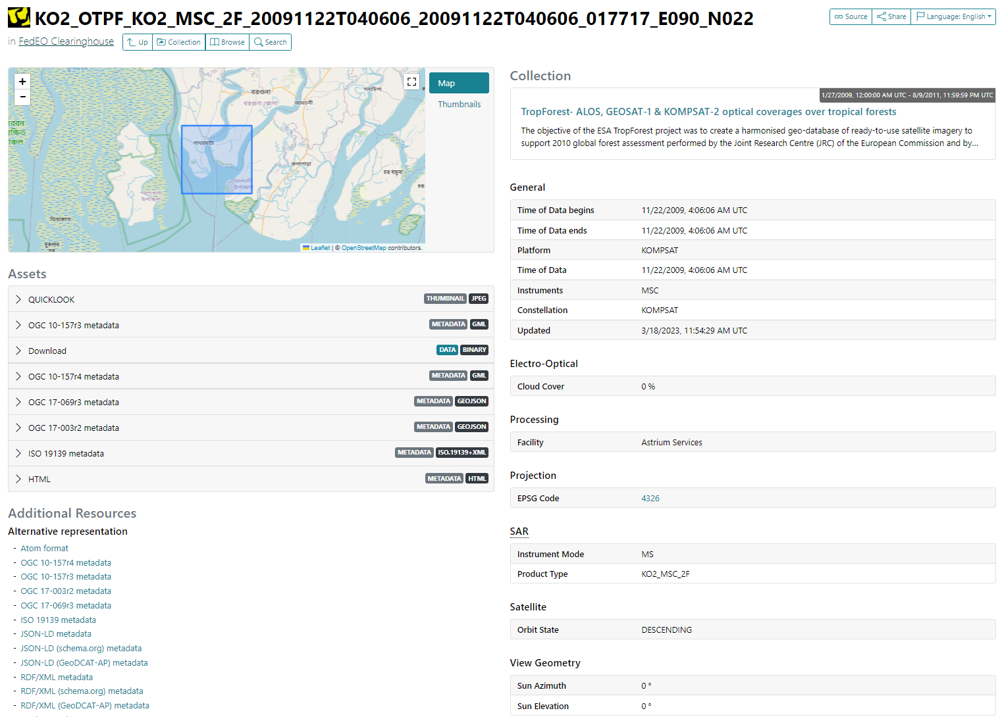 KO2_OTPF_KO2_MSC_2F_20091122T040606_20091122T040606_017717_E090_N022
Source
Share
Language: English
in FedEO Clearinghouse
Up
Collection
Browse
Search
+
-
বরগুনা
বরগুনা জেলা
আমতলী
গলাচিপা
পাথরঘাটা
কলাপাড়া
চর মন্তাজ
তিনকোনা
দুবলার
চর
Leaflet | © OpenStreetMap contributors.
Map
Thumbnails
Assets
QUICKLOOK
THUMBNAIL JPEG
OGC 10-157r3 metadata
METADATA GML
Download
DATA BINARY
OGC 10-157r4 metadata
METADATA GML
OGC 17-069r3 metadata
METADATA GEOJSON
OGC 17-003r2 metadata
METADATA GEOJSON
ISO 19139 metadata
METADATA ISO.19139+XML
HTML
METADATA HTML
Additional Resources
Alternative representation
- Atom format
- OGC 10-157r4 metadata
- OGC 10-157r3 metadata
- OGC 17-003r2 metadata
- OGC 17-069r3 metadata
- ISO 19139 metadata
- JSON-LD metadata
- JSON-LD (schema.org) metadata
- JSON-LD (GeoDCAT-AP) metadata
- RDF/XML metadata
- RDF/XML (schema.org) metadata
- RDF/XML (GeoDCAT-AP) metadata
Collection
1/27/2009, 12:00:00 AM UTC - 8/9/2011, 11:59:59 PM UTC
TropForest- ALOS, GEOSAT-1 & KOMPSAT-2 optical coverages over tropical forests
The objective of the ESA TropForest project was to create a harmonised geo-database of ready-to-use satellite imagery to
support 2010 global forest assessment performed by the Joint Research Centre (JRC) of the European Commission and by...
General
Time of Data begins 11/22/2009, 4:06:06 AM UTC
Time of Data ends 11/22/2009, 4:06:06 AM UTC
Platform KOMPSAT
Time of Data 11/22/2009, 4:06:06 AM UTC
Instruments MSC
Constellation KOMPSAT
Updated 3/18/2023, 11:54:29 AM UTC
Electro-Optical
Cloud Cover 0 %
Processing
Facility Astrium Services
Projection
EPSG Code 4326
SAR
Instrument Mode MS
Product Type KO2_MSC_2F
Satellite
Orbit State DESCENDING
View Geometry
Sun Azimuth 0 °
Sun Elevation 0 °